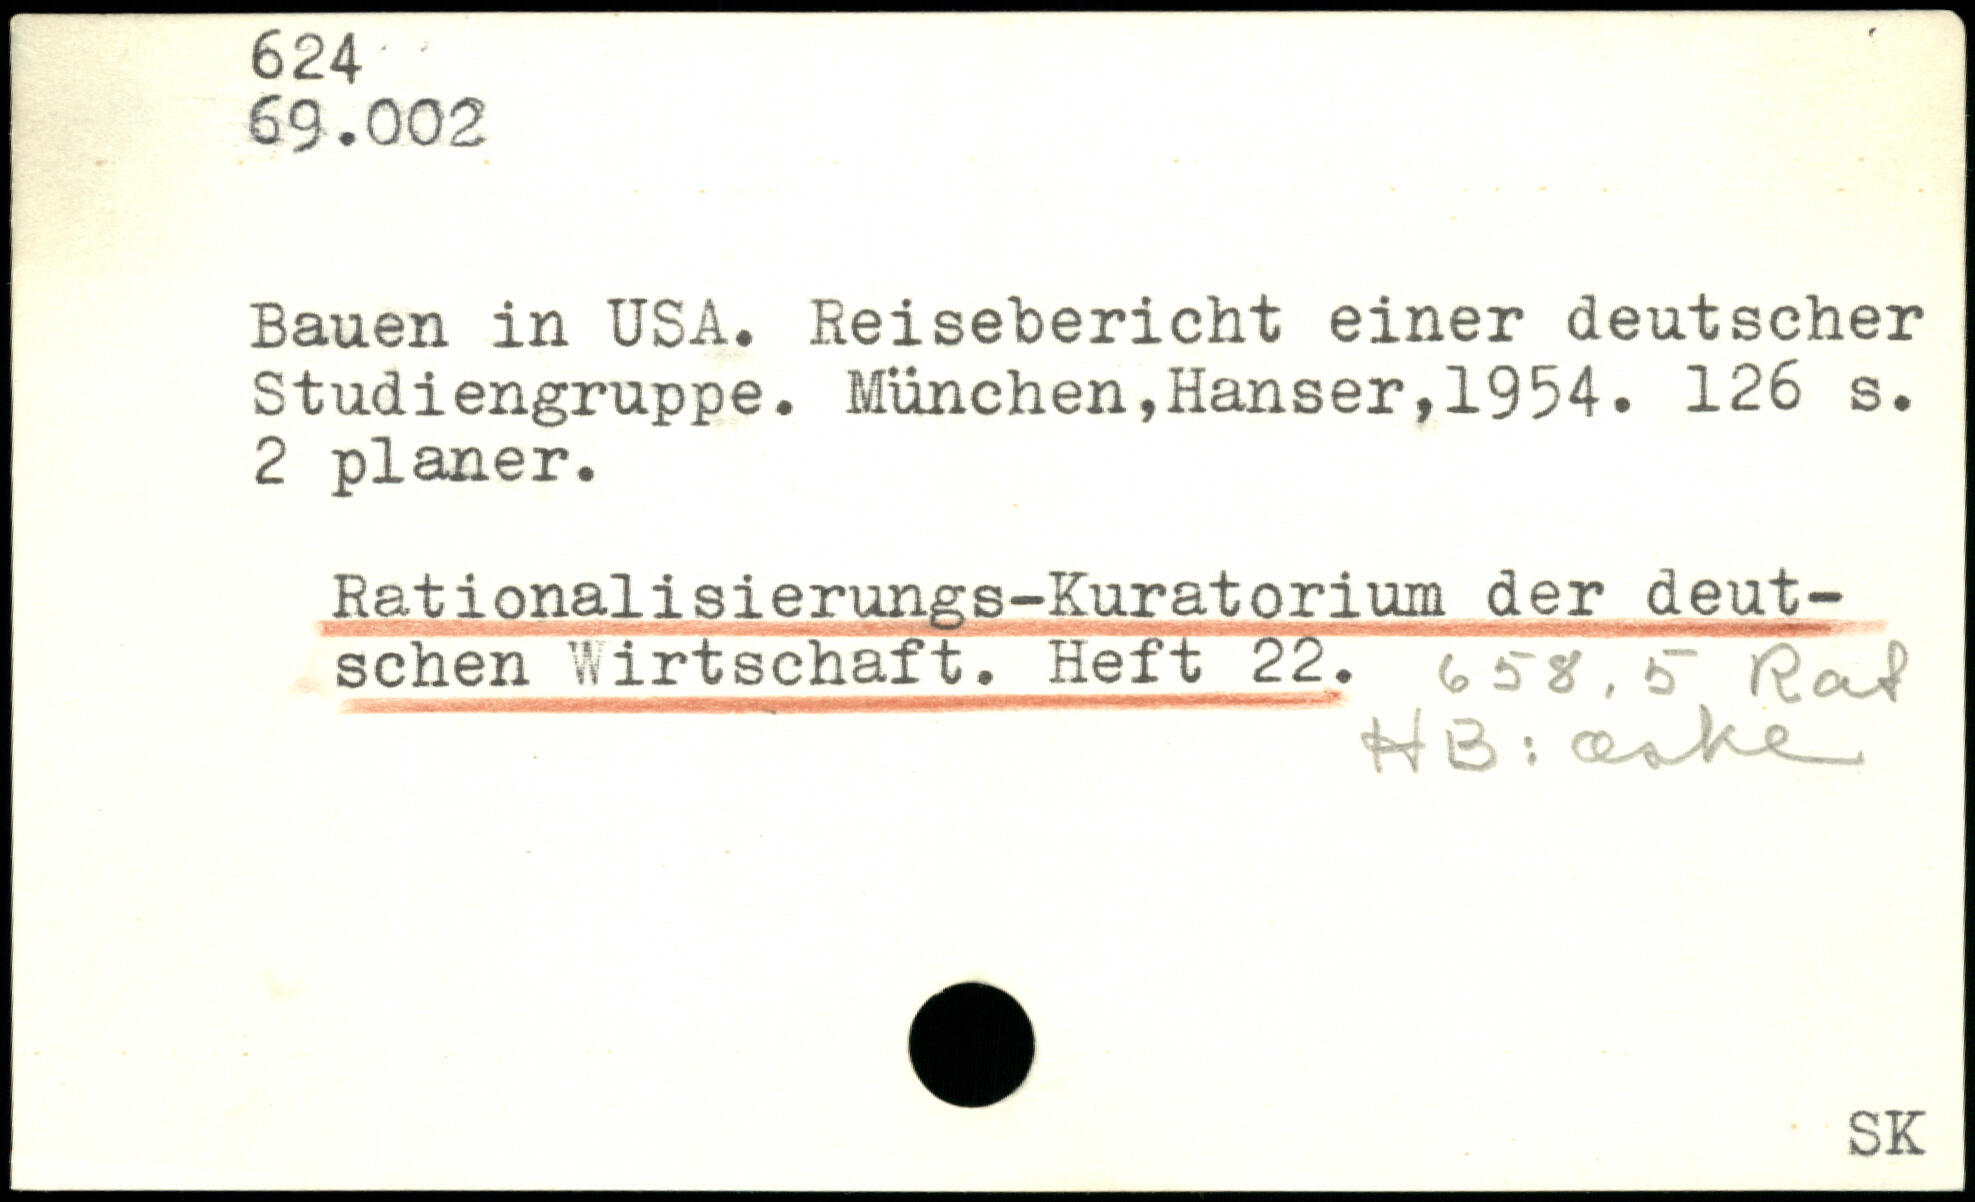 624
69.002
Bauen in USA. Reisebericht einer deutscher
Studiengruppe. München,Hanser,1954. 126 s.
2 planer.
Rationalisierungs-Kuratorium der deut-
schen Wirtschaft. Heft 22.
658.5 Rat
HB: æske
SK